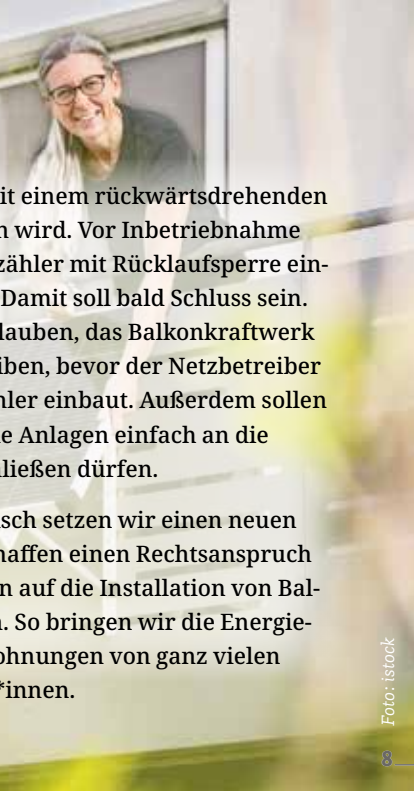 it einem rückwärtsdrehenden
n wird. Vor Inbetriebnahme
zähler mit Rücklaufsperre ein-
Damit soll bald Schluss sein.
lauben, das Balkonkraftwerk
iben, bevor der Netzbetreiber
hler einbaut. Außerdem sollen
e Anlagen einfach an die
ließen dürfen.
isch setzen wir einen neuen
haffen einen Rechtsanspruch
n auf die Installation von Bal-
n. So bringen wir die Energie-
ohnungen von ganz vielen
*innen.
Foto: istock
8